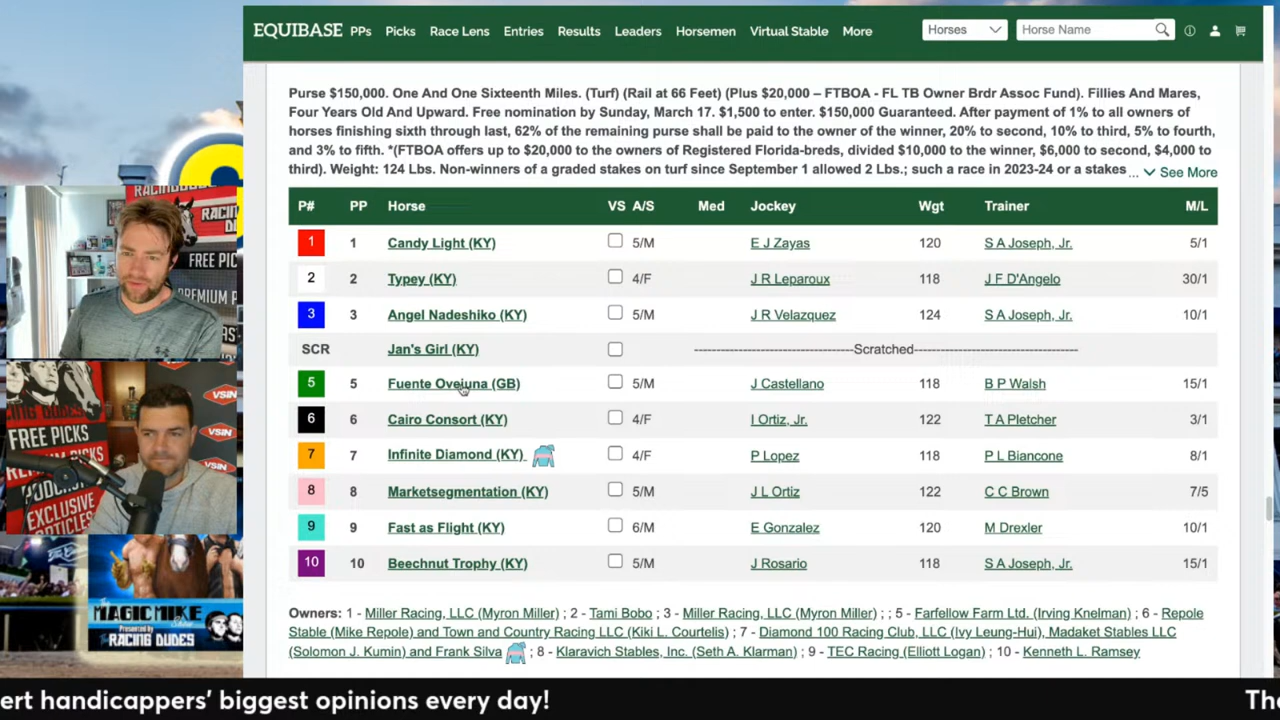 EQUIBASE PPs Picks Race Lens Entries Results Leaders Horsemen Virtual Stable More Horses Horse Name
Purse $150,000. One And One Sixteenth Miles. (Turf) (Rail at 66 Feet) (Plus $20,000 – FTBOA - FL TB Owner Brdr Assoc Fund). Fillies And Mares,
Four Years Old And Upward. Free nomination by Sunday, March 17. $1,500 to enter. $150,000 Guaranteed. After payment of 1% to all owners of
horses finishing sixth through last, 62% of the remaining purse shall be paid to the owner of the winner, 20% to second, 10% to third, 5% to fourth,
and 3% to fifth. *(FTBOA offers up to $20,000 to the owners of Registered Florida-breds, divided $10,000 to the winner, $6,000 to second, $4,000 to
third). Weight: 124 Lbs. Non-winners of a graded stakes on turf since September 1 allowed 2 Lbs.; such a race in 2023-24 or a stakes ... See More
P# PP Horse VS A/S Med Jockey Wgt Trainer M/L
1 1 Candy Light (KY) 5/M E J Zayas 120 S A Joseph, Jr. 5/1
2 2 Typey (KY) 4/F J R Leparoux 118 J F D'Angelo 30/1
3 3 Angel Nadeshiko (KY) 5/M J R Velazquez 124 S A Joseph, Jr. 10/1
SCR Jan's Girl (KY) --------------------------------------Scratched--------------------------------------
5 5 Fuente Ovejuna (GB) 5/M J Castellano 118 B P Walsh 15/1
6 6 Cairo Consort (KY) 4/F I Ortiz, Jr. 122 T A Pletcher 3/1
7 7 Infinite Diamond (KY) 4/F P Lopez 118 P L Biancone 8/1
8 8 Marketsegmentation (KY) 5/M J L Ortiz 122 C C Brown 7/5
9 9 Fast as Flight (KY) 6/M E Gonzalez 120 M Drexler 10/1
10 10 Beechnut Trophy (KY) 5/M J Rosario 118 S A Joseph, Jr. 15/1
Owners: 1 - Miller Racing, LLC (Myron Miller) ; 2 - Tami Bobo ; 3 - Miller Racing, LLC (Myron Miller) ; ; 5 - Farfellow Farm Ltd. (Irving Knelman) ; 6 - Repole
Stable (Mike Repole) and Town and Country Racing LLC (Kiki L. Courtelis) ; 7 - Diamond 100 Racing Club, LLC (Ivy Leung-Hui), Madaket Stables LLC
(Solomon J. Kumin) and Frank Silva ; 8 - Klaravich Stables, Inc. (Seth A. Klarman) ; 9 - TEC Racing (Elliott Logan) ; 10 - Kenneth L. Ramsey
FREE PIC
PREMIUM
VSiN
VSiN
VSiN
FREE PICKS
EXCLUSIVE
ARTICLES
MAGIC MIKE
Presented by
RACING DUDES
ert handicappers' biggest opinions every day! Th